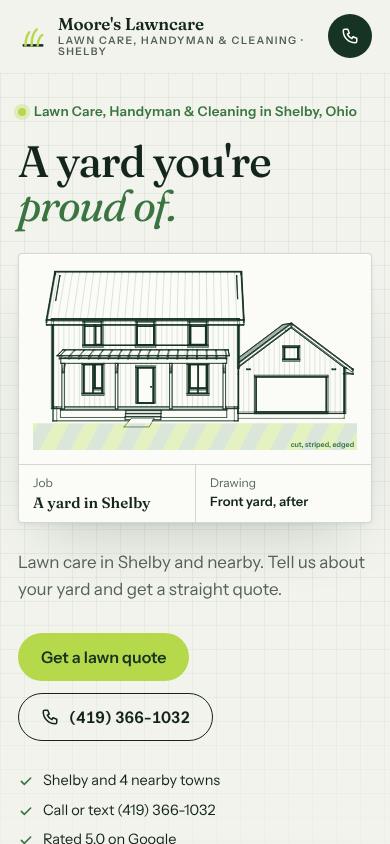 Moore's Lawncare
LAWN CARE, HANDYMAN & CLEANING ·
SHELBY
Lawn Care, Handyman & Cleaning in Shelby, Ohio
A yard you're
proud of.
cut, striped, edged
Job
A yard in Shelby
Drawing
Front yard, after
Lawn care in Shelby and nearby. Tell us about
your yard and get a straight quote.
Get a lawn quote
(419) 366-1032
Shelby and 4 nearby towns
Call or text (419) 366-1032
Rated 5.0 on Google